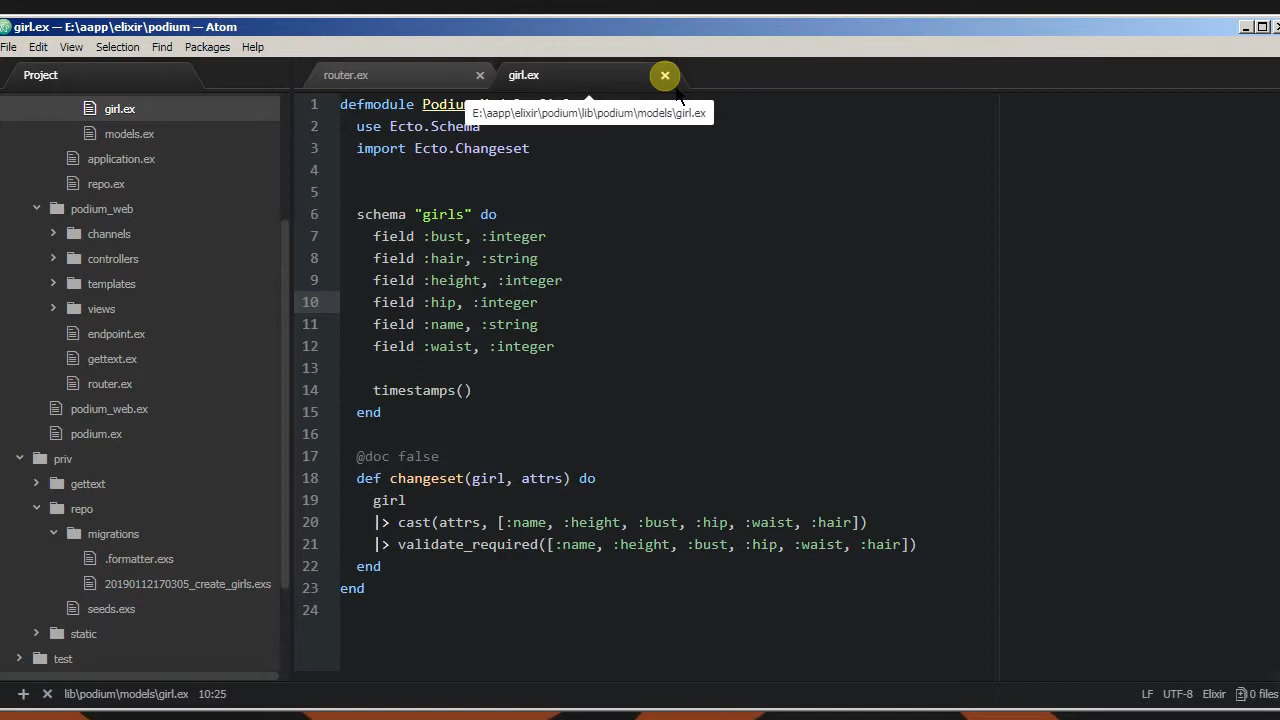 girl.ex — E:\aapp\elixir\podium — Atom
File Edit View Selection Find Packages Help
Project
router.ex
girl.ex
E:\aapp\elixir\podium\lib\podium\models\girl.ex
girl.ex
models.ex
application.ex
repo.ex
podium_web
channels
controllers
templates
views
endpoint.ex
gettext.ex
router.ex
podium_web.ex
podium.ex
priv
gettext
repo
migrations
.formatter.exs
20190112170305_create_girls.exs
seeds.exs
static
test
1 defmodule
2 use Ecto.Schema
3 import Ecto.Changeset
4
5
6 schema "girls" do
7 field :bust, :integer
8 field :hair, :string
9 field :height, :integer
10 field :hip, :integer
11 field :name, :string
12 field :waist, :integer
13
14 timestamps()
15 end
16
17 @doc false
18 def changeset(girl, attrs) do
19 girl
20 |> cast(attrs, [:name, :height, :bust, :hip, :waist, :hair])
21 |> validate_required([:name, :height, :bust, :hip, :waist, :hair])
22 end
23 end
24
lib\podium\models\girl.ex 10:25
LF UTF-8 Elixir 0 files